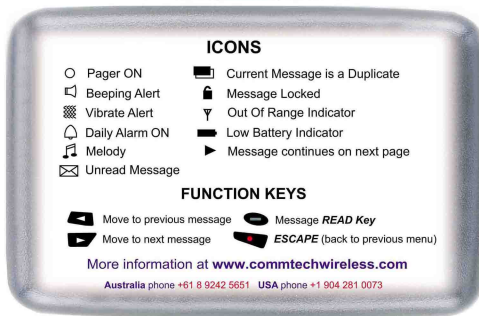 ICONS
Pager ON
Current Message is a Duplicate
Beeping Alert
Message Locked
Vibrate Alert
Out Of Range Indicator
Daily Alarm ON
Low Battery Indicator
Melody
Message continues on next page
Unread Message
FUNCTION KEYS
Move to previous message
Message READ Key
Move to next message
ESCAPE (back to previous menu)
More information at www.commtechwireless.com
Australia phone +61 8 9242 5651 USA phone +1 904 281 0073